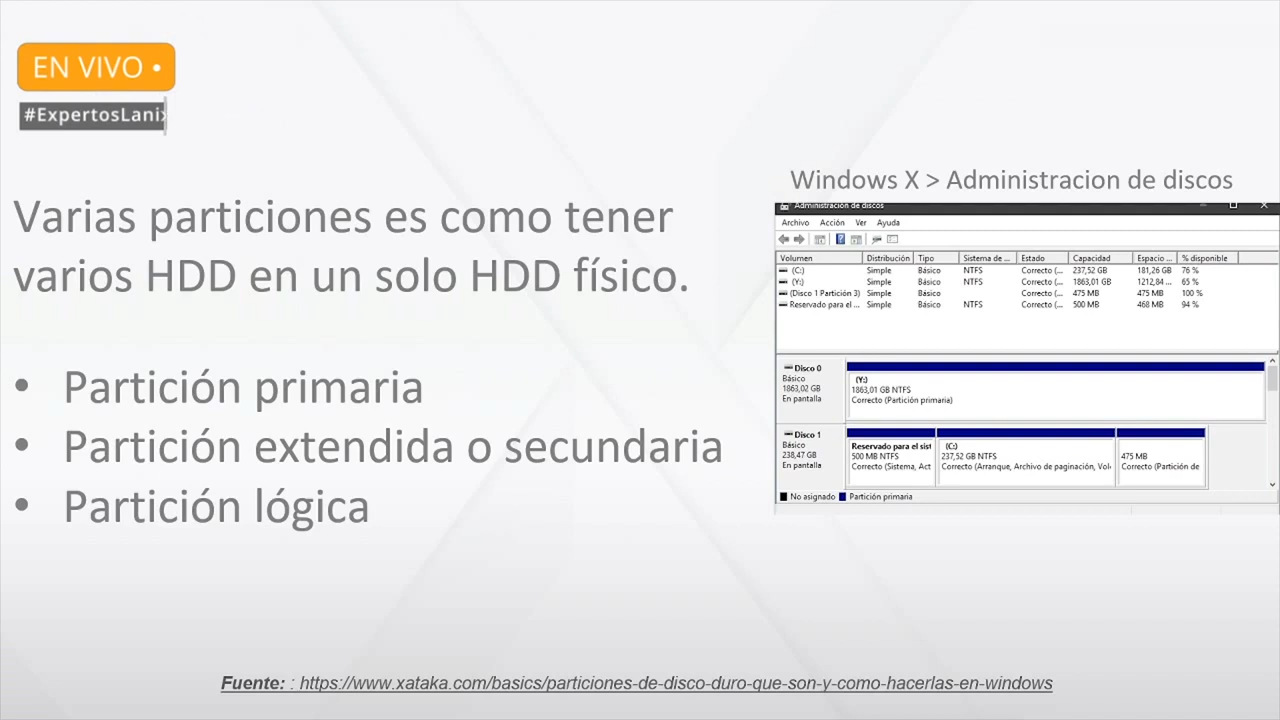 EN VIVO •
#ExpertosLanix
Varias particiones es como tener
varios HDD en un solo HDD físico.
• Partición primaria
• Partición extendida o secundaria
• Partición lógica
Windows X > Administracion de discos
Administración de discos
Archivo Acción Ver Ayuda
Volumen Distribución Tipo Sistema de ... Estado Capacidad Espacio ... % disponible
(C:) Simple Básico NTFS Correcto (... 237,52 GB 181,26 GB 76 %
(Y:) Simple Básico NTFS Correcto (... 1863,01 GB 1212,84 ... 65 %
(Disco 1 Partición 3) Simple Básico Correcto (... 475 MB 475 MB 100 %
Reservado para el ... Simple Básico NTFS Correcto (... 500 MB 468 MB 94 %
Disco 0
Básico
1863,02 GB
En pantalla
(Y:)
1863,01 GB NTFS
Correcto (Partición primaria)
Disco 1
Básico
238,47 GB
En pantalla
Reservado para el sist
500 MB NTFS
Correcto (Sistema, Act
(C:)
237,52 GB NTFS
Correcto (Arranque, Archivo de paginación, Vol
475 MB
Correcto (Partición de
No asignado Partición primaria
Fuente: : https://www.xataka.com/basics/particiones-de-disco-duro-que-son-y-como-hacerlas-en-windows